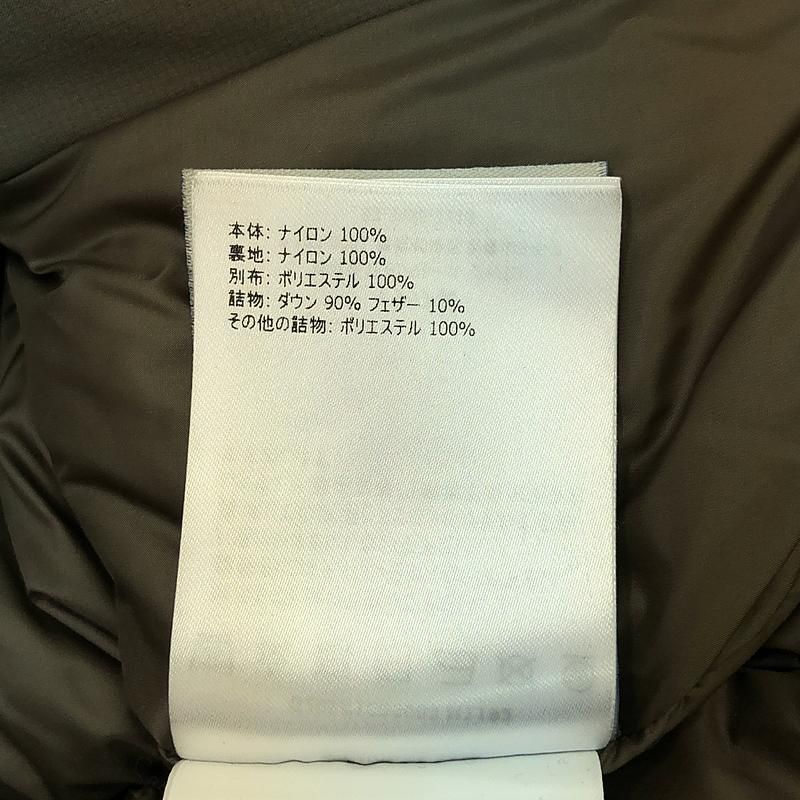 本体: ナイロン 100%
裏地: ナイロン 100%
別布: ポリエステル 100%
詰物: ダウン 90% フェザー 10%
その他の詰物: ポリエステル 100%